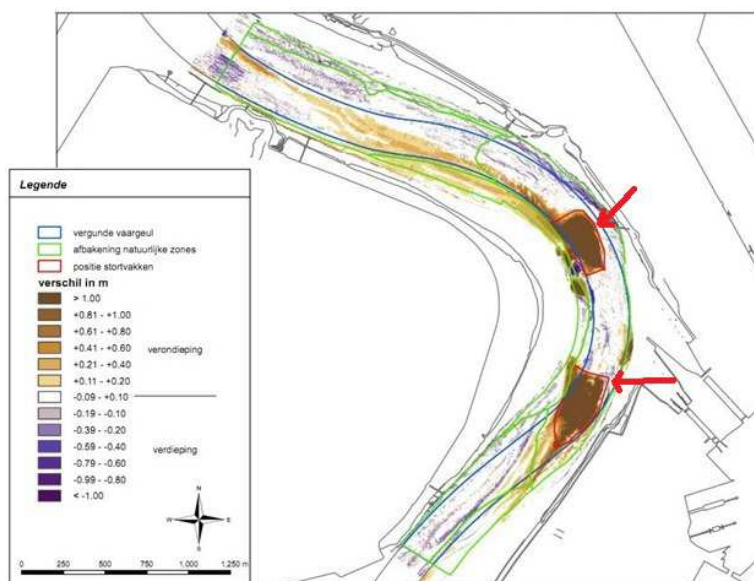 Legende
vergunde vaargeul
afbakening natuurlijke zones
positie stortvakken
verschil in m
> 1.00
+0.81 - +1.00
+0.61 - +0.80
+0.41 - +0.60
verondieping
+0.21 - +0.40
+0.11 - +0.20
-0.09 - +0.10
-0.19 - -0.10
-0.39 - -0.20
-0.59 - -0.40
verdieping
-0.79 - -0.60
-0.99 - -0.80
< -1.00
N
W E
S
0 250 500 750 1,000 1,250 m